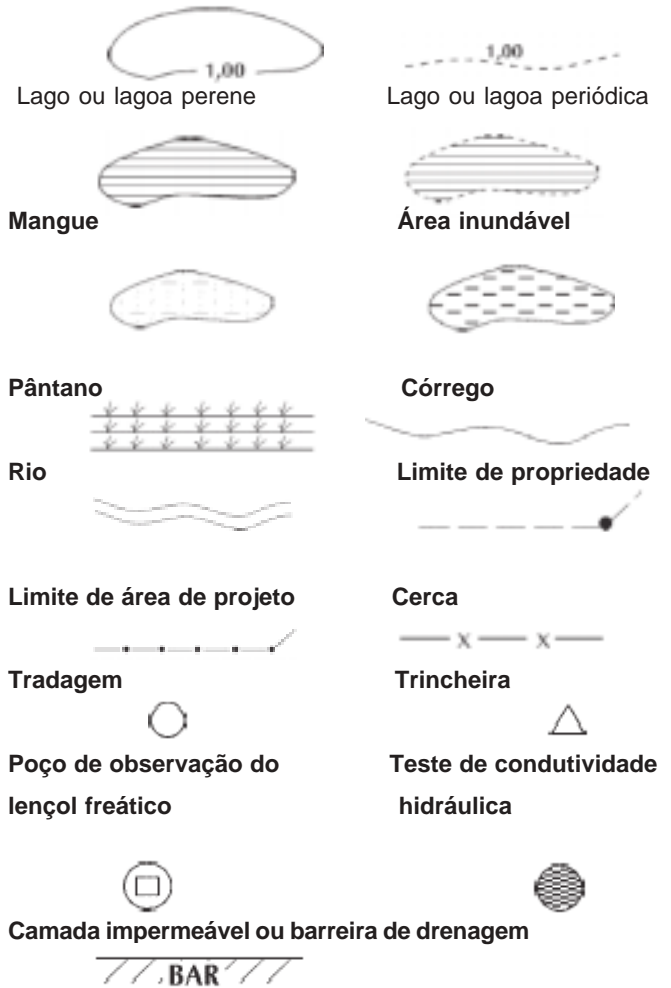 1,00 1,00
Lago ou lagoa perene Lago ou lagoa periódica
Mangue Área inundável
Pântano Córrego
Rio Limite de propriedade
Limite de área de projeto Cerca
x x
Tradagem Trincheira
Poço de observação do Teste de condutividade
lençol freático hidráulica
Camada impermeável ou barreira de drenagem
BAR